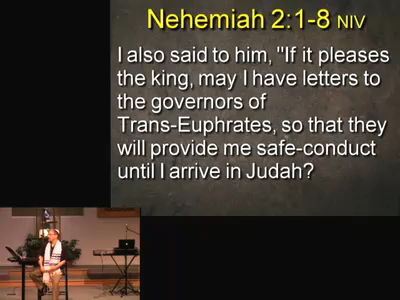 Nehemiah 2:1-8 NIV
I also said to him, "If it pleases
the king, may I have letters to
the governors of
Trans-Euphrates, so that they
will provide me safe-conduct
until I arrive in Judah?